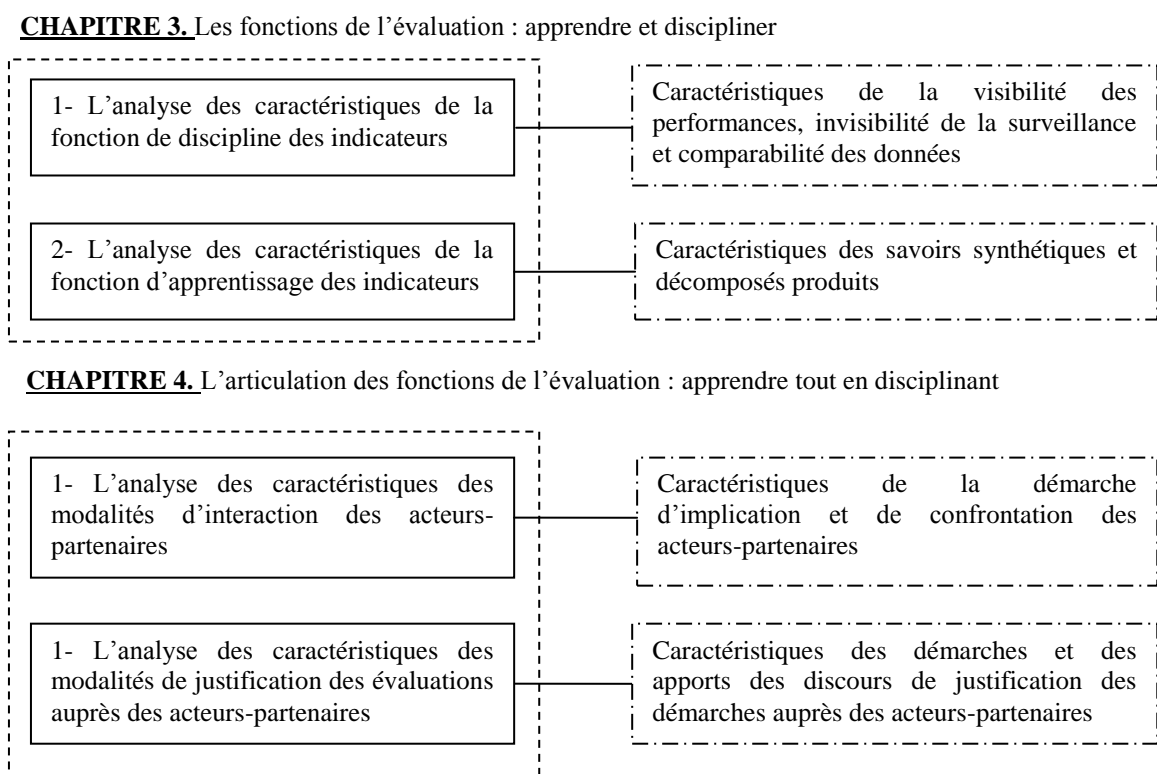 CHAPITRE 3. Les fonctions de l’évaluation : apprendre et discipliner
1- L’analyse des caractéristiques de la
fonction de discipline des indicateurs
Caractéristiques de la visibilité des
performances, invisibilité de la surveillance
et comparabilité des données
2- L’analyse des caractéristiques de la
fonction d’apprentissage des indicateurs
Caractéristiques des savoirs synthétiques et
décomposés produits
CHAPITRE 4. L’articulation des fonctions de l’évaluation : apprendre tout en disciplinant
1- L’analyse des caractéristiques des
modalités d’interaction des acteurs-
partenaires
Caractéristiques de la démarche
d’implication et de confrontation des
acteurs-partenaires
1- L’analyse des caractéristiques des
modalités de justification des évaluations
auprès des acteurs-partenaires
Caractéristiques des démarches et des
apports des discours de justification des
démarches auprès des acteurs-partenaires